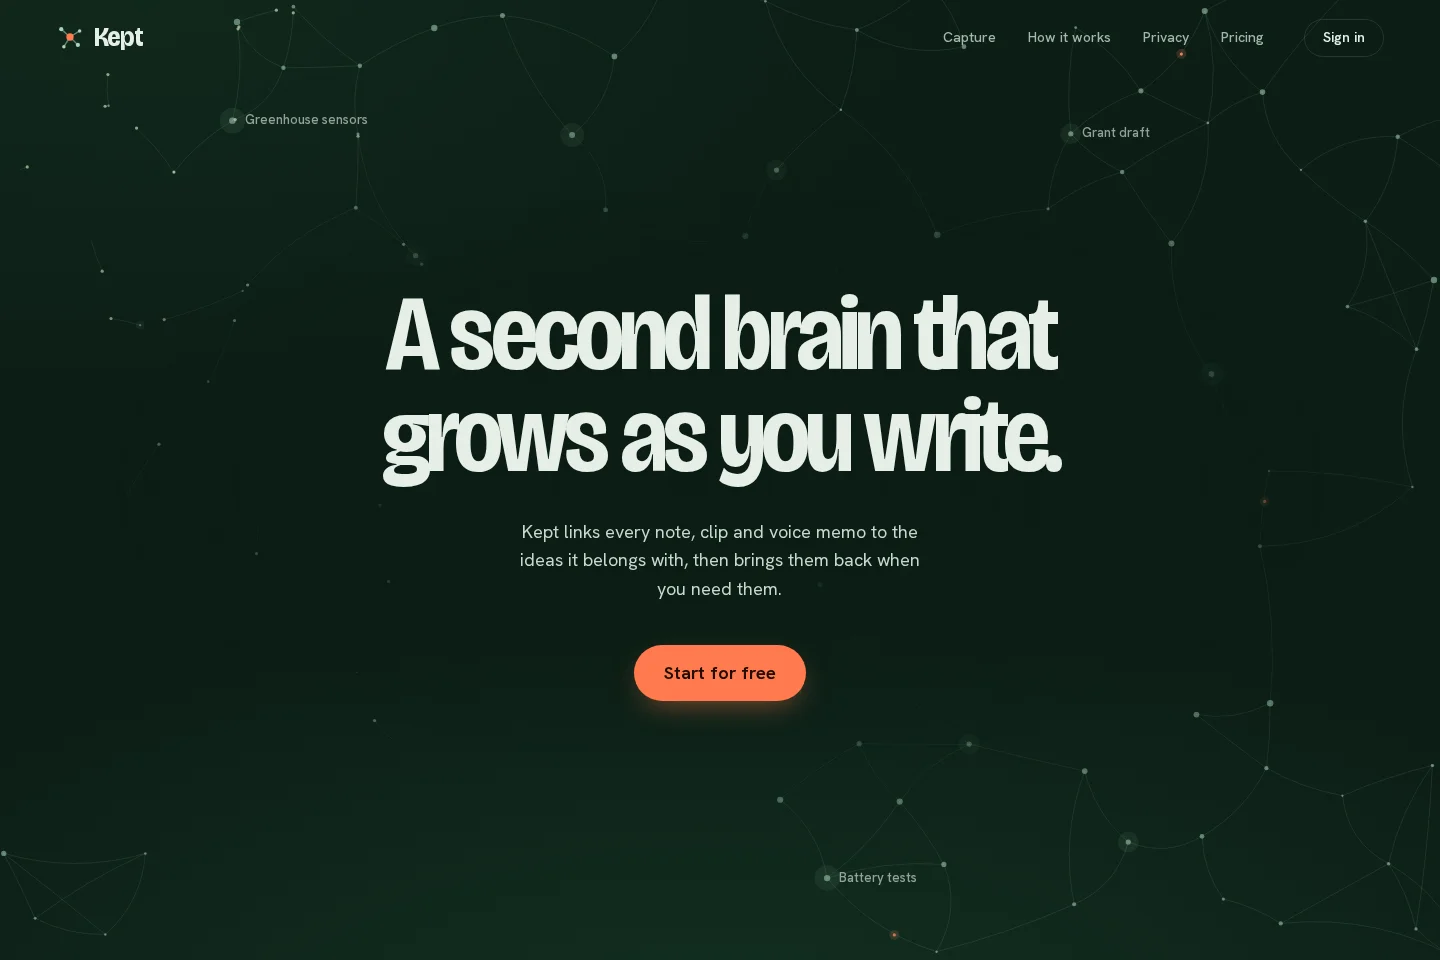 Kept
Capture How it works Privacy Pricing Sign in
Greenhouse sensors
Grant draft
A second brain that
grows as you write.
Kept links every note, clip and voice memo to the
ideas it belongs with, then brings them back when
you need them.
Start for free
Battery tests